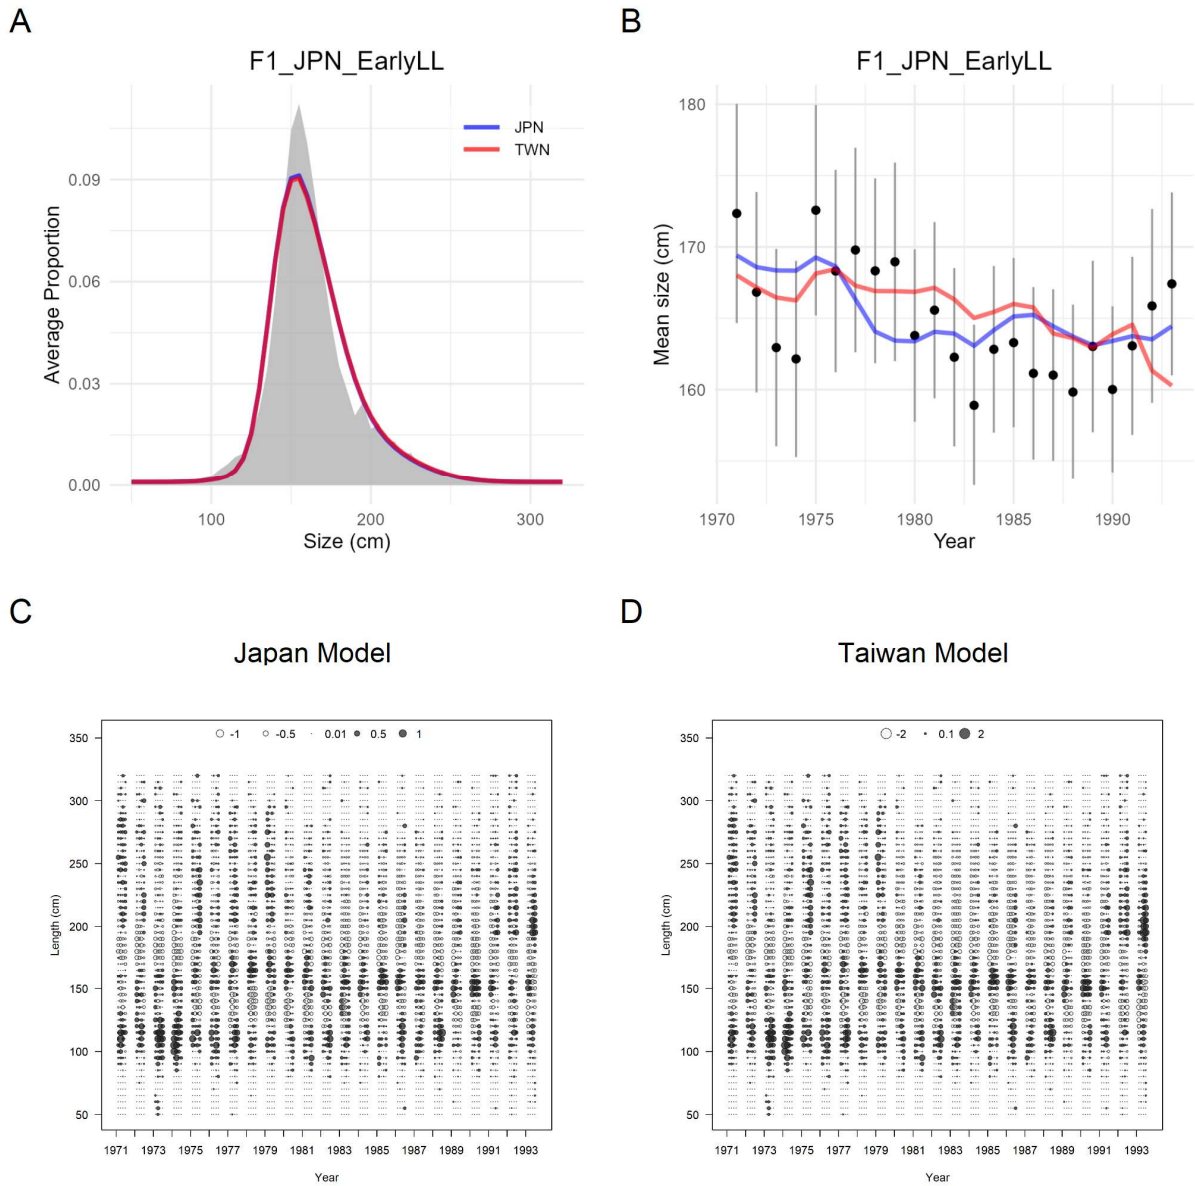 A
F1_JPN_EarlyLL
JPN
TWN
0.09
0.06
0.03
0.00
Average Proportion
100 200 300
Size (cm)
B
F1_JPN_EarlyLL
180
170
160
Mean size (cm)
1970 1975 1980 1985 1990
Year
C
Japan Model
-1 -0.5 0.01 0.5 1
350
300
250
200
150
100
50
Length (cm)
1971 1973 1975 1977 1979 1981 1983 1985 1987 1989 1991 1993
Year
D
Taiwan Model
-2 0.1 2
350
300
250
200
150
100
50
Length (cm)
1971 1973 1975 1977 1979 1981 1983 1985 1987 1989 1991 1993
Year